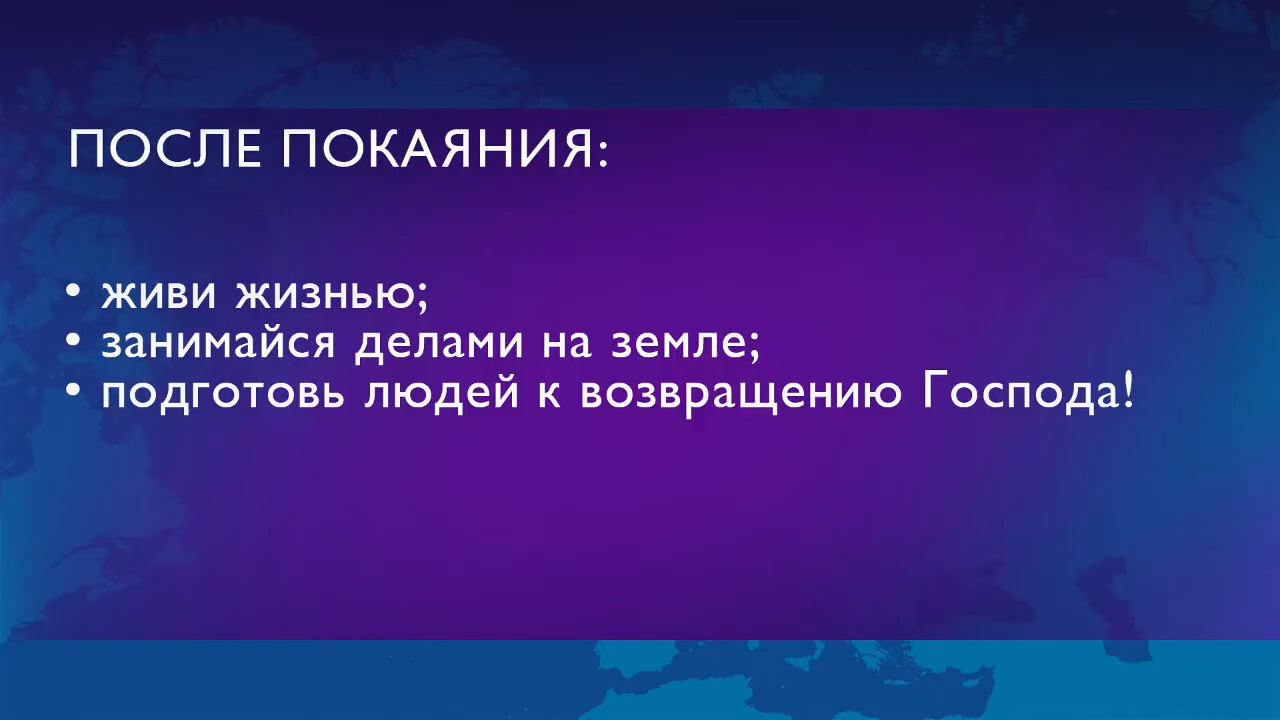 ПОСЛЕ ПОКАЯНИЯ:
• живи жизнью;
• занимайся делами на земле;
• подготовь людей к возвращению Господа!